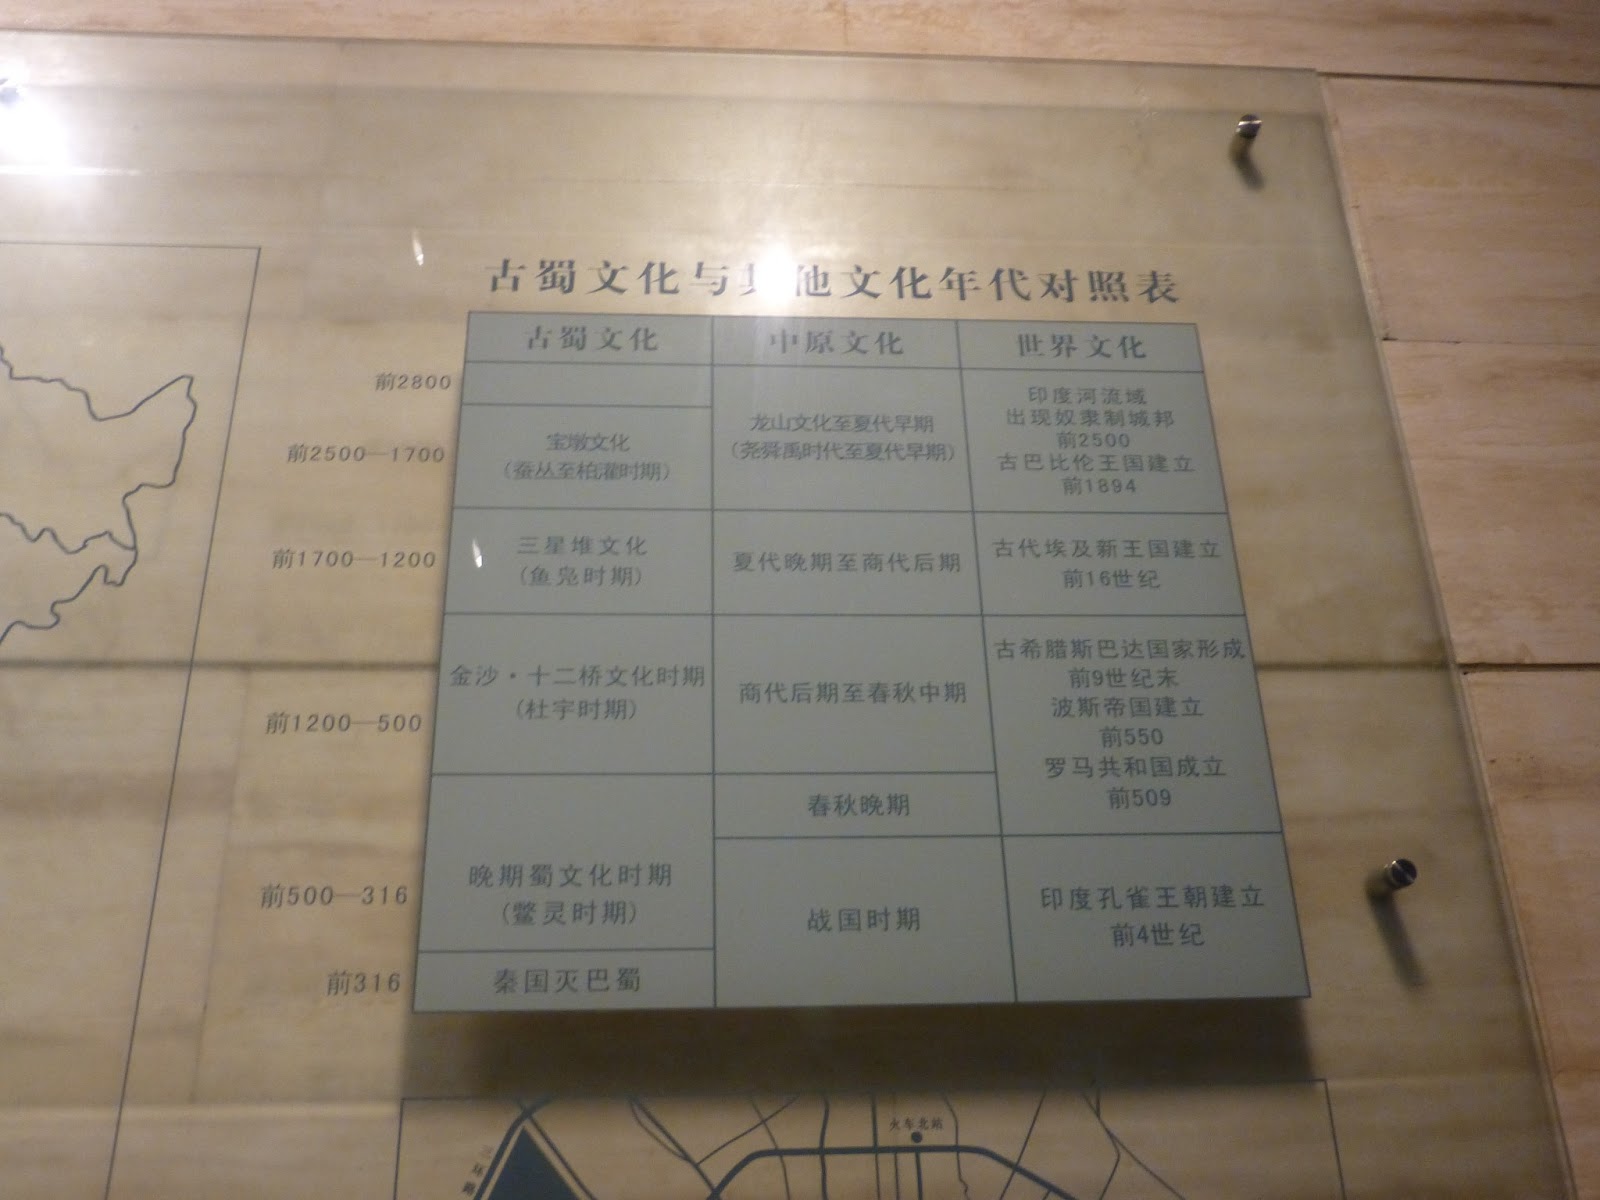 古蜀文化与其他文化年代对照表
古蜀文化 中原文化 世界文化
前2800
前2500—1700
宝墩文化
(蚕丛至柏灌时期)
龙山文化至夏代早期
(尧舜禹时代至夏代早期)
印度河流域
出现奴隶制城邦
前2500
古巴比伦王国建立
前1894
前1700—1200
三星堆文化
(鱼凫时期)
夏代晚期至商代后期
古代埃及新王国建立
前16世纪
前1200—500
金沙·十二桥文化时期
(杜宇时期)
商代后期至春秋中期
古希腊斯巴达国家形成
前9世纪末
波斯帝国建立
前550
罗马共和国成立
前509
春秋晚期
前500—316
晚期蜀文化时期
(鳖灵时期)
战国时期
印度孔雀王朝建立
前4世纪
前316
秦国灭巴蜀
火车北站
三环路